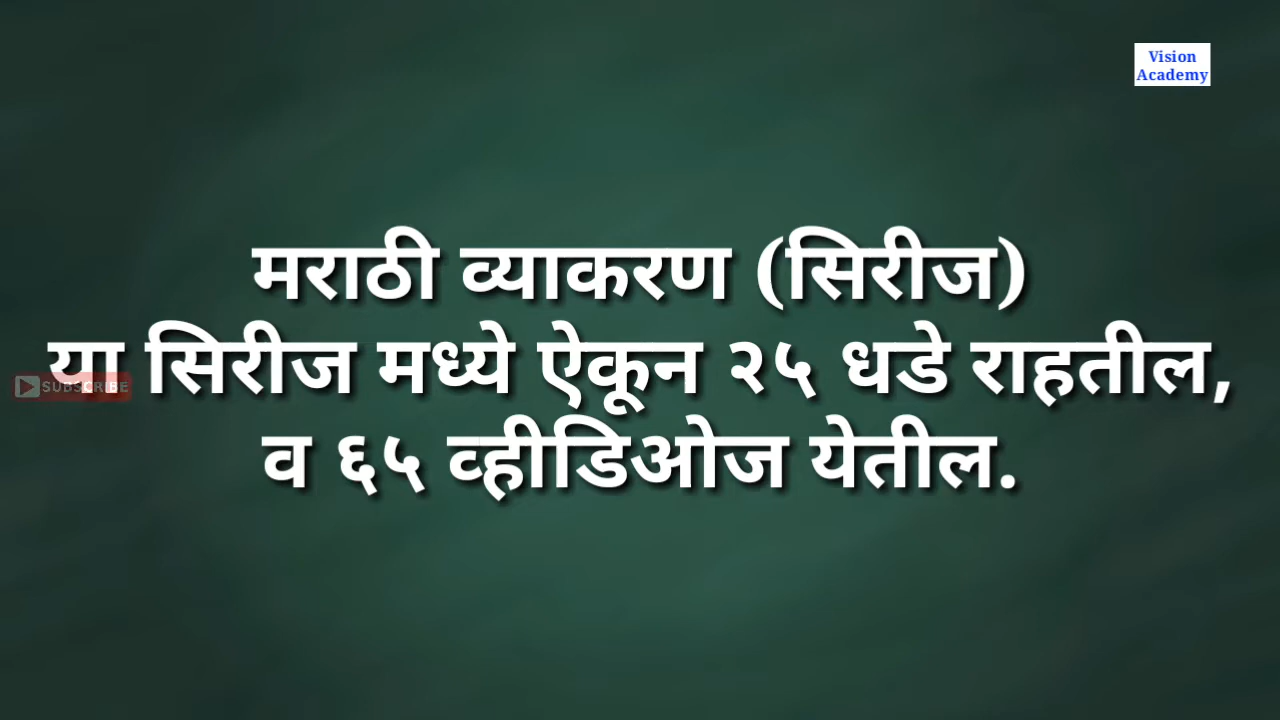 Vision
Academy
मराठी व्याकरण (सिरीज)
या सिरीज मध्ये ऐकून २५ धडे राहतील,
SUBSCRIBE
व ६५ व्हीडिओज येतील.